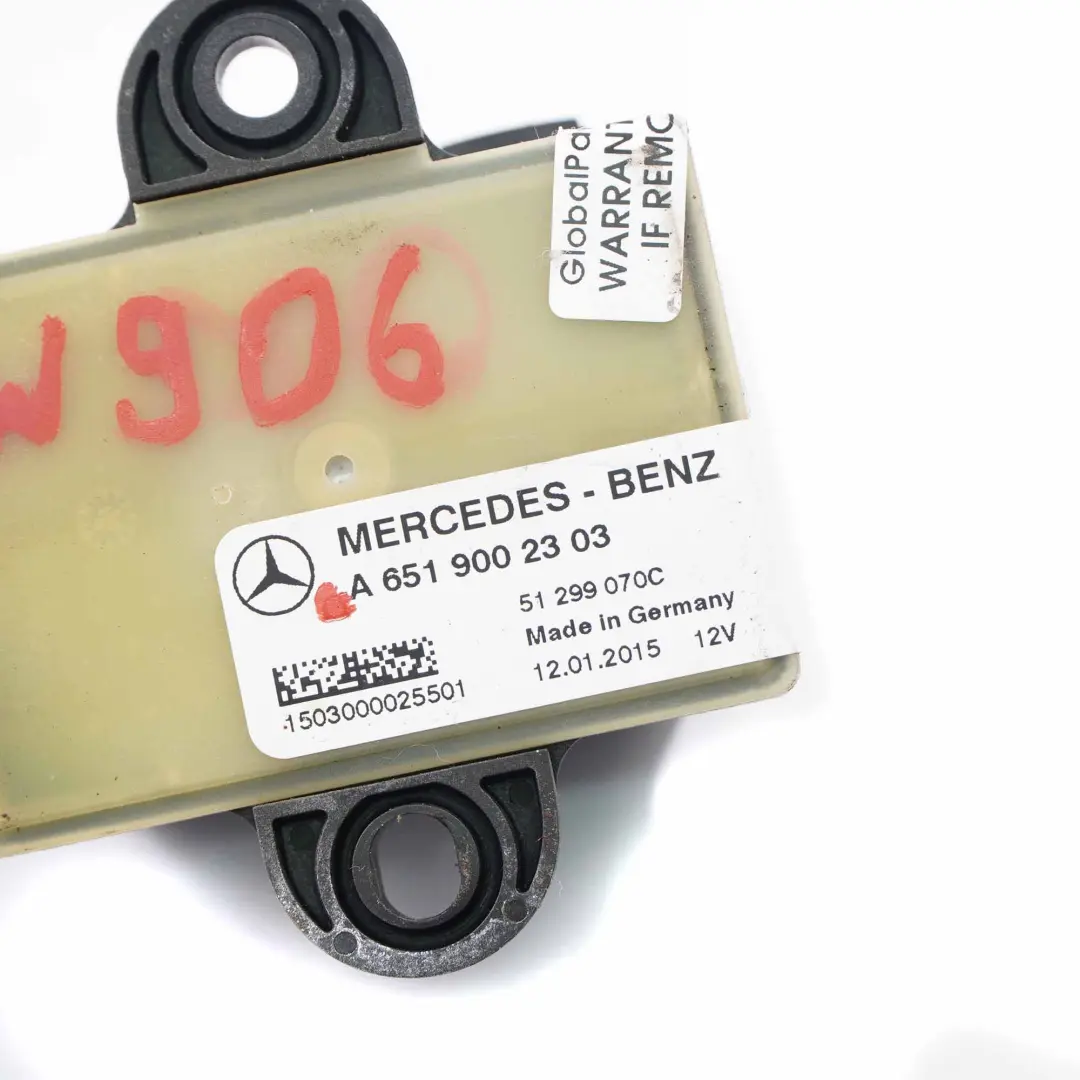 GlobalPa
WARRANT
IF REMO
W906
MERCEDES - BENZ
A 651 900 23 03
51 299 070C
Made in Germany
12.01.2015 12V
1503000025501